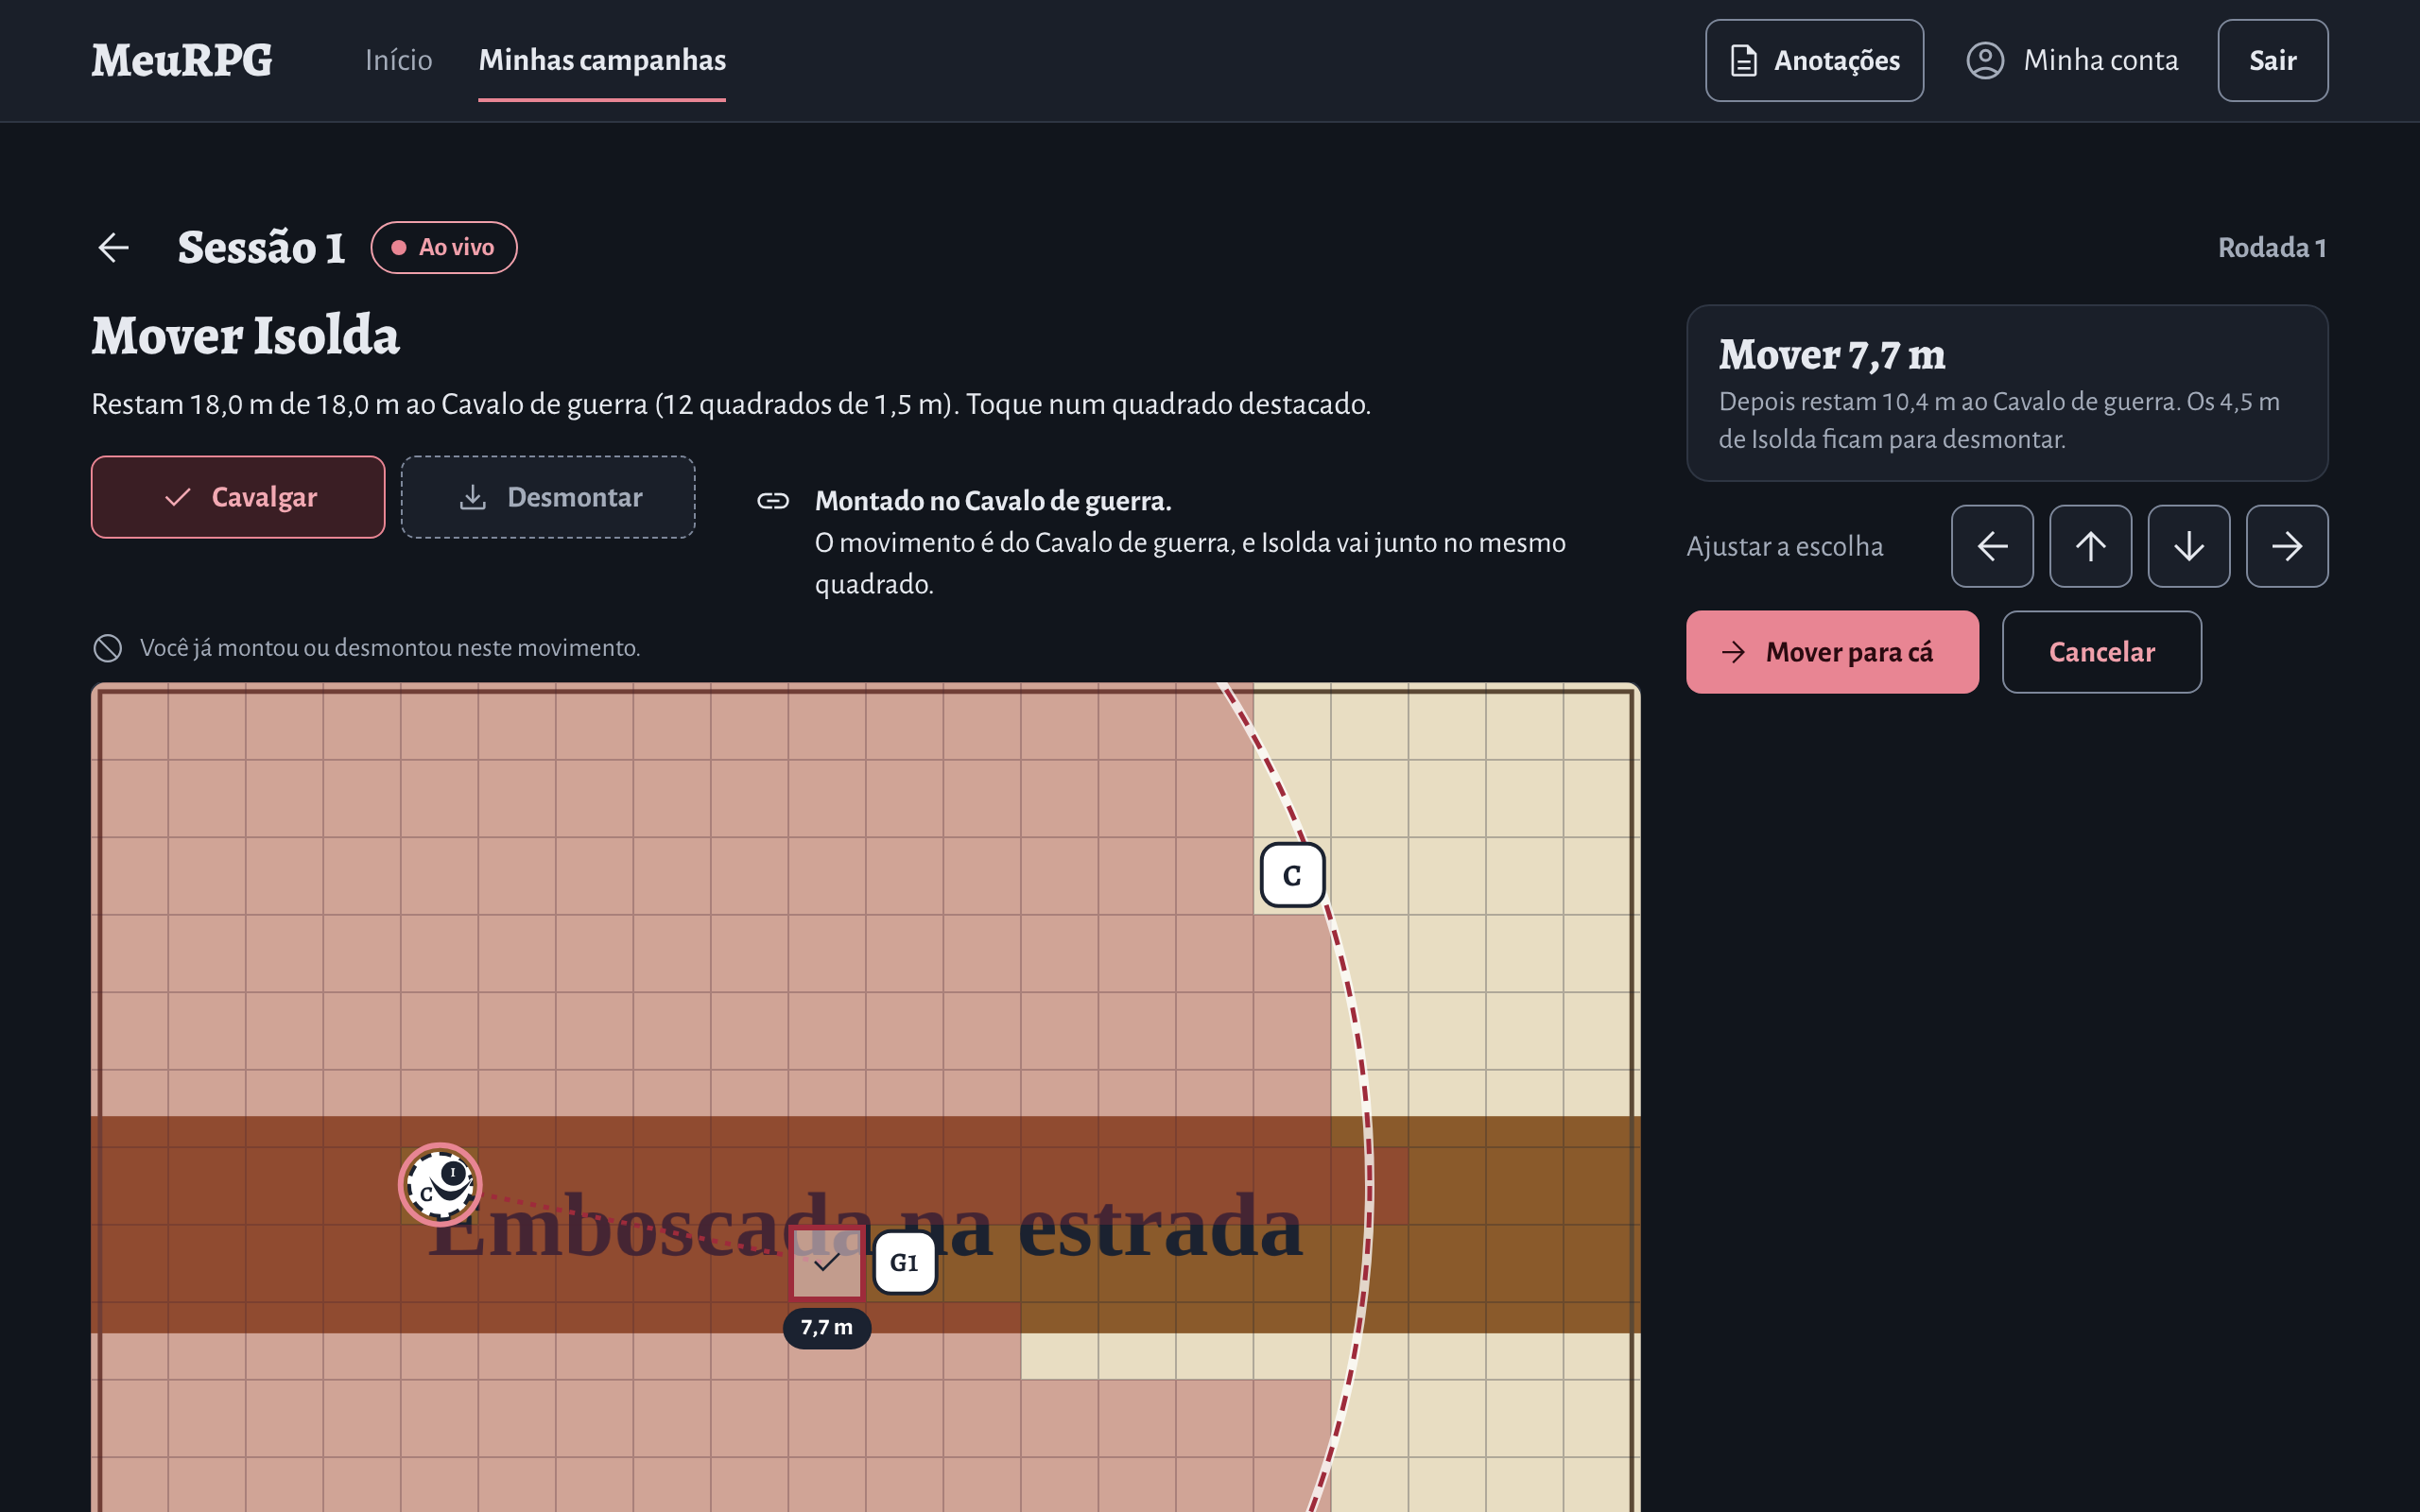 MeuRPG
Início
Minhas campanhas
Anotações
Minha conta
Sair
Sessão 1
Ao vivo
Rodada 1
Mover Isolda
Restam 18,0 m de 18,0 m ao Cavalo de guerra (12 quadrados de 1,5 m). Toque num quadrado destacado.
Cavalgar
Desmontar
Montado no Cavalo de guerra.
O movimento é do Cavalo de guerra, e Isolda vai junto no mesmo
quadrado.
Você já montou ou desmontou neste movimento.
Mover 7,7 m
Depois restam 10,4 m ao Cavalo de guerra. Os 4,5 m
de Isolda ficam para desmontar.
Ajustar a escolha
Mover para cá
Cancelar
C
I
C
Emboscada na estrada
G1
7,7 m